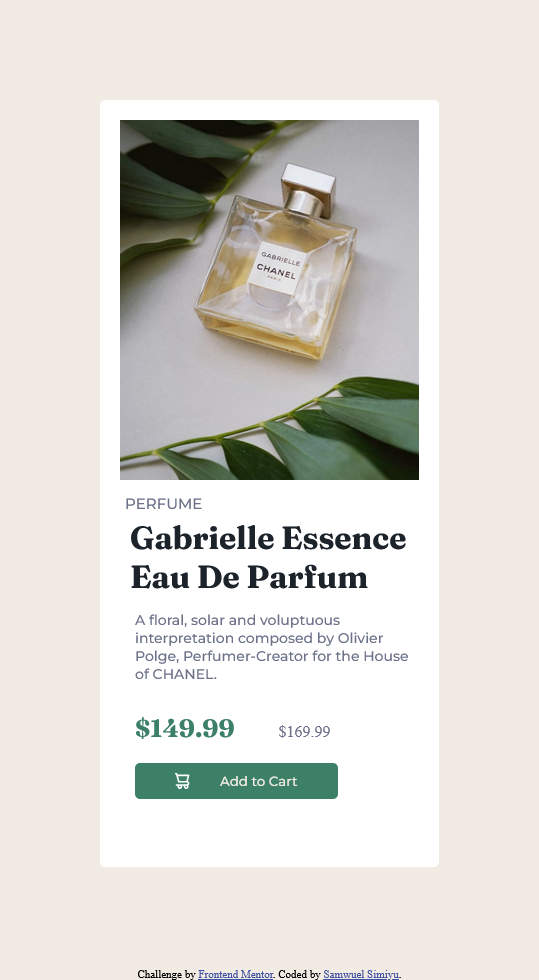 GABRIELLE
CHANEL
PARIS
PERFUME
Gabrielle Essence
Eau De Parfum
A floral, solar and voluptuous
interpretation composed by Olivier
Polge, Perfumer-Creator for the House
of CHANEL.
$149.99 $169.99
Add to Cart
Challenge by Frontend Mentor. Coded by Samwuel Simiyu.